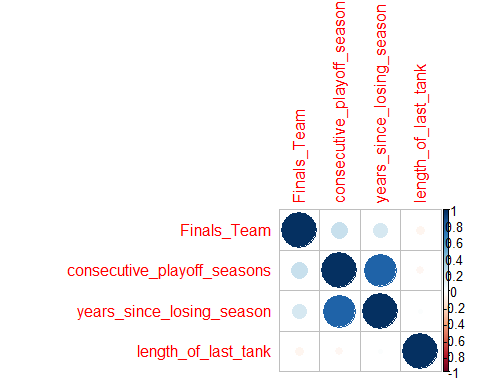 Finals_Team
consecutive_playoff_season
years_since_losing_season
length_of_last_tank
Finals_Team
consecutive_playoff_seasons
years_since_losing_season
length_of_last_tank
1
0.8
0.6
0.4
0.2
0
-0.2
-0.4
-0.6
-0.8
-1